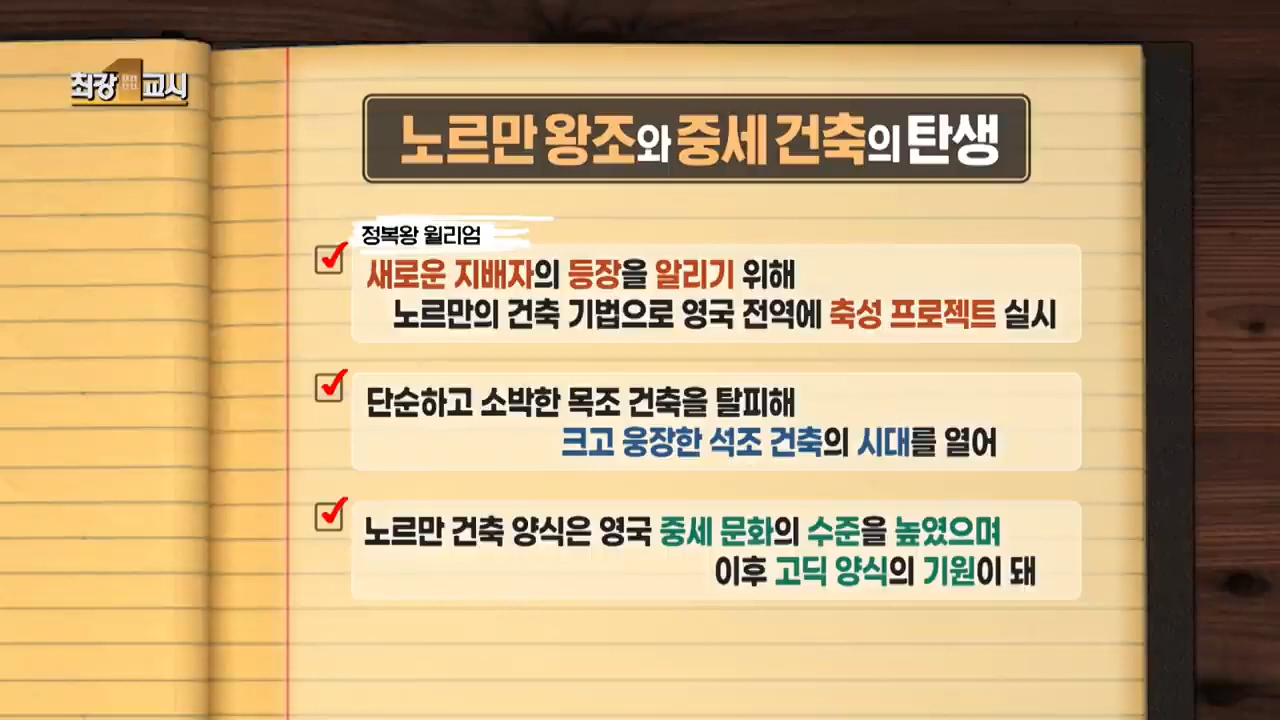 최강1교시
노르만 왕조와 중세 건축의 탄생
정복왕 윌리엄
새로운 지배자의 등장을 알리기 위해
노르만의 건축 기법으로 영국 전역에 축성 프로젝트 실시
단순하고 소박한 목조 건축을 탈피해
크고 웅장한 석조 건축의 시대를 열어
노르만 건축 양식은 영국 중세 문화의 수준을 높였으며
이후 고딕 양식의 기원이 돼